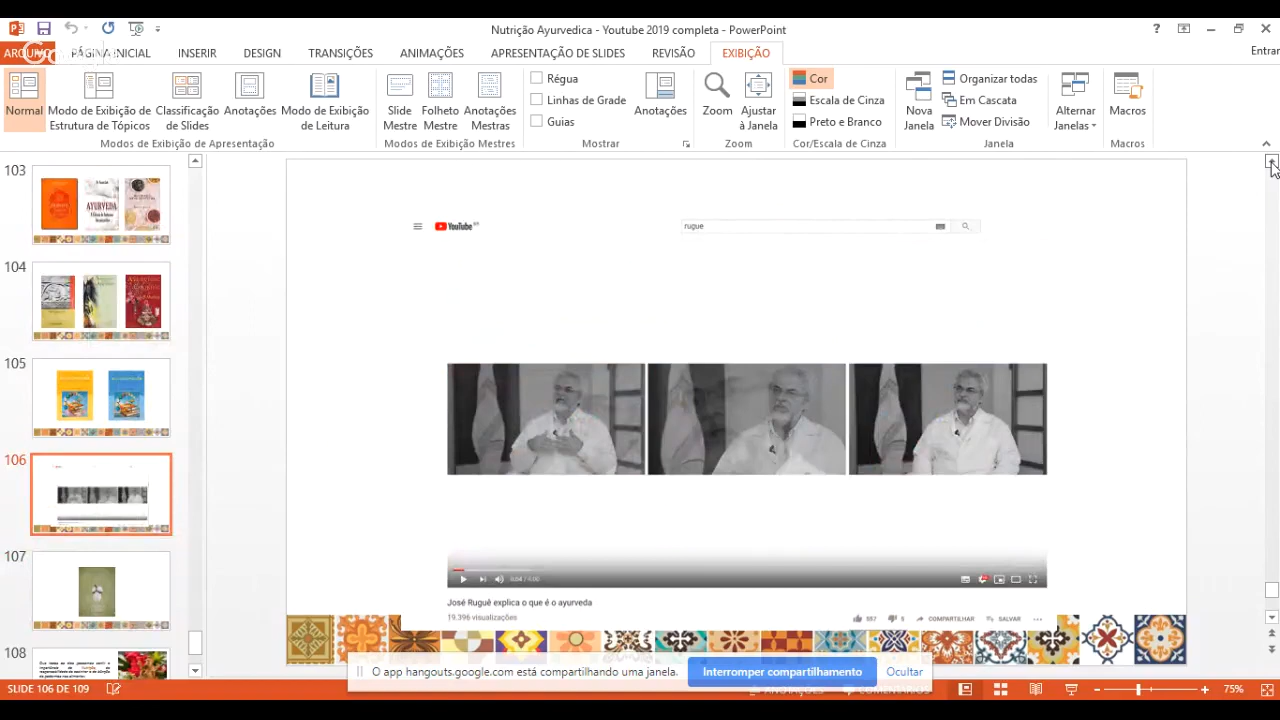 Nutrição Ayurvedica - Youtube 2019 completa - PowerPoint
Entrar
ARQUIVO PÁGINA INICIAL INSERIR DESIGN TRANSIÇÕES ANIMAÇÕES APRESENTAÇÃO DE SLIDES REVISÃO EXIBIÇÃO
Normal
Modo de Exibição de Estrutura de Tópicos
Classificação de Slides
Anotações
Modo de Exibição de Leitura
Modos de Exibição de Apresentação
Slide Mestre
Folheto Mestre
Anotações Mestras
Modos de Exibição Mestres
Régua
Linhas de Grade
Guias
Anotações
Mostrar
Zoom
Ajustar à Janela
Zoom
Cor
Escala de Cinza
Preto e Branco
Cor/Escala de Cinza
Nova Janela
Organizar todas
Em Cascata
Mover Divisão
Alternar Janelas
Janela
Macros
Macros
103
AYURVEDA
104
105
106
107
108
YouTube
rugue
José Ruguê explica o que é o ayurveda
19.396 visualizações
COMPARTILHAR
SALVAR
O app hangouts.google.com está compartilhando uma janela.
Interromper compartilhamento
Ocultar
SLIDE 106 DE 109
ANOTAÇÕES
COMENTÁRIOS
75%